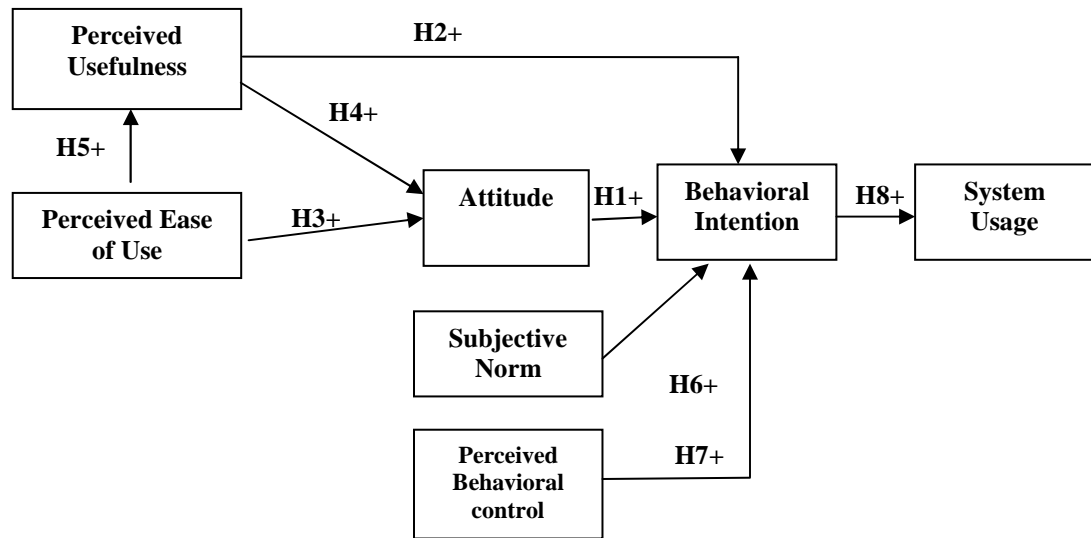 Perceived
Usefulness
H2+
H4+
H5+
Perceived Ease
of Use
H3+
Attitude
H1+
Behavioral
Intention
H8+
System
Usage
Subjective
Norm
H6+
Perceived
Behavioral
control
H7+